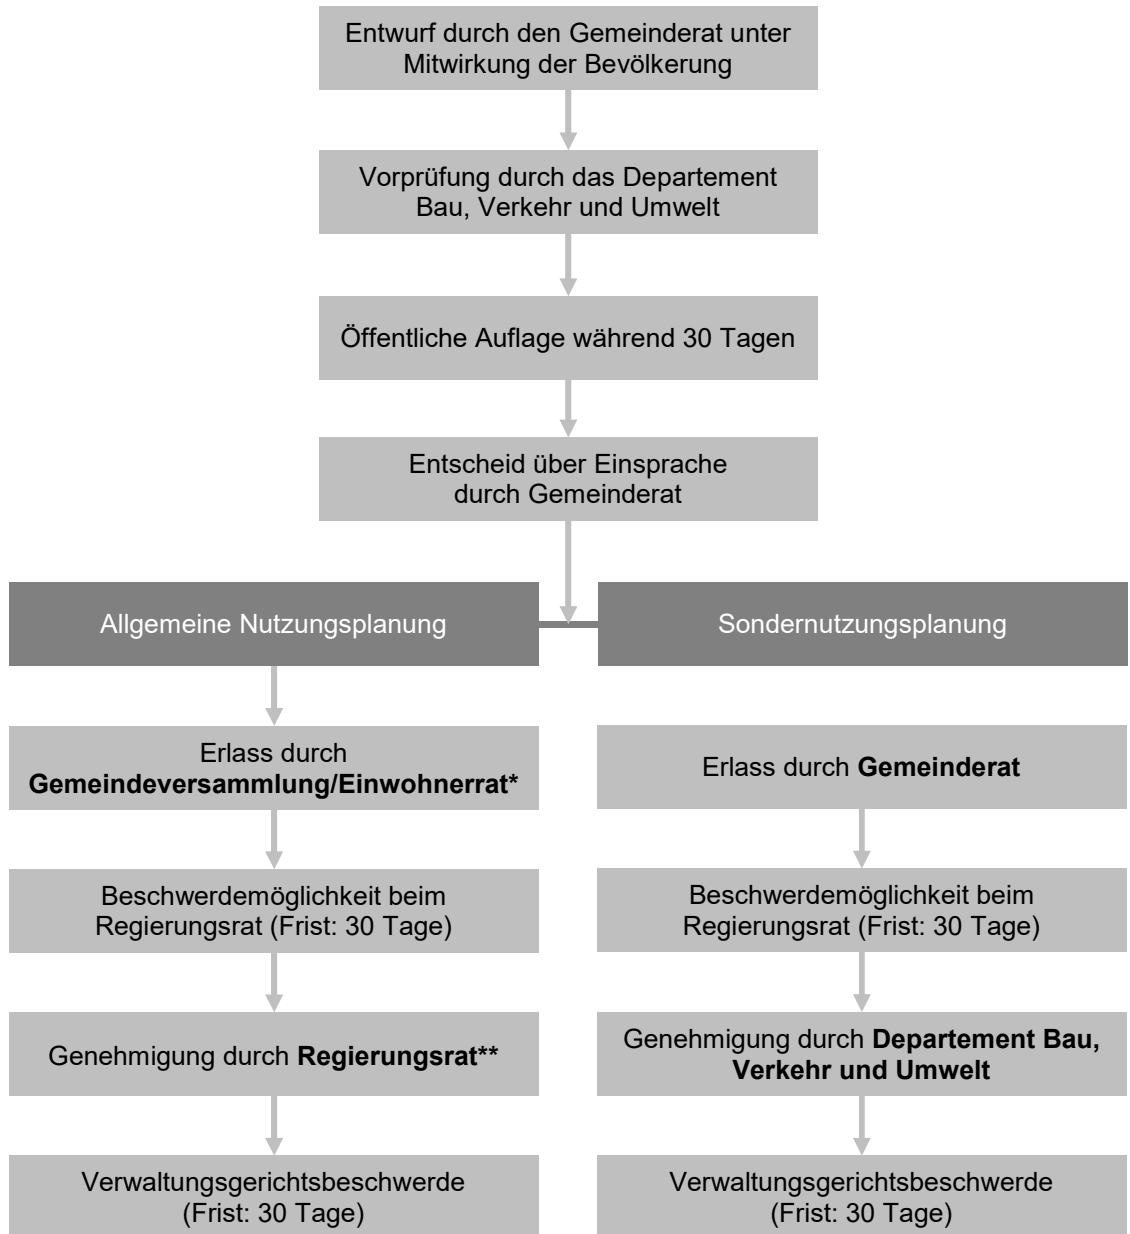 Entwurf durch den Gemeinderat unter
Mitwirkung der Bevölkerung
Vorprüfung durch das Departement
Bau, Verkehr und Umwelt
Öffentliche Auflage während 30 Tagen
Entscheid über Einsprache
durch Gemeinderat
Allgemeine Nutzungsplanung
Sondernutzungsplanung
Erlass durch
Gemeindeversammlung/Einwohnerrat*
Erlass durch Gemeinderat
Beschwerdemöglichkeit beim
Regierungsrat (Frist: 30 Tage)
Beschwerdemöglichkeit beim
Regierungsrat (Frist: 30 Tage)
Genehmigung durch Regierungsrat**
Genehmigung durch Departement Bau,
Verkehr und Umwelt
Verwaltungsgerichtsbeschwerde
(Frist: 30 Tage)
Verwaltungsgerichtsbeschwerde
(Frist: 30 Tage)